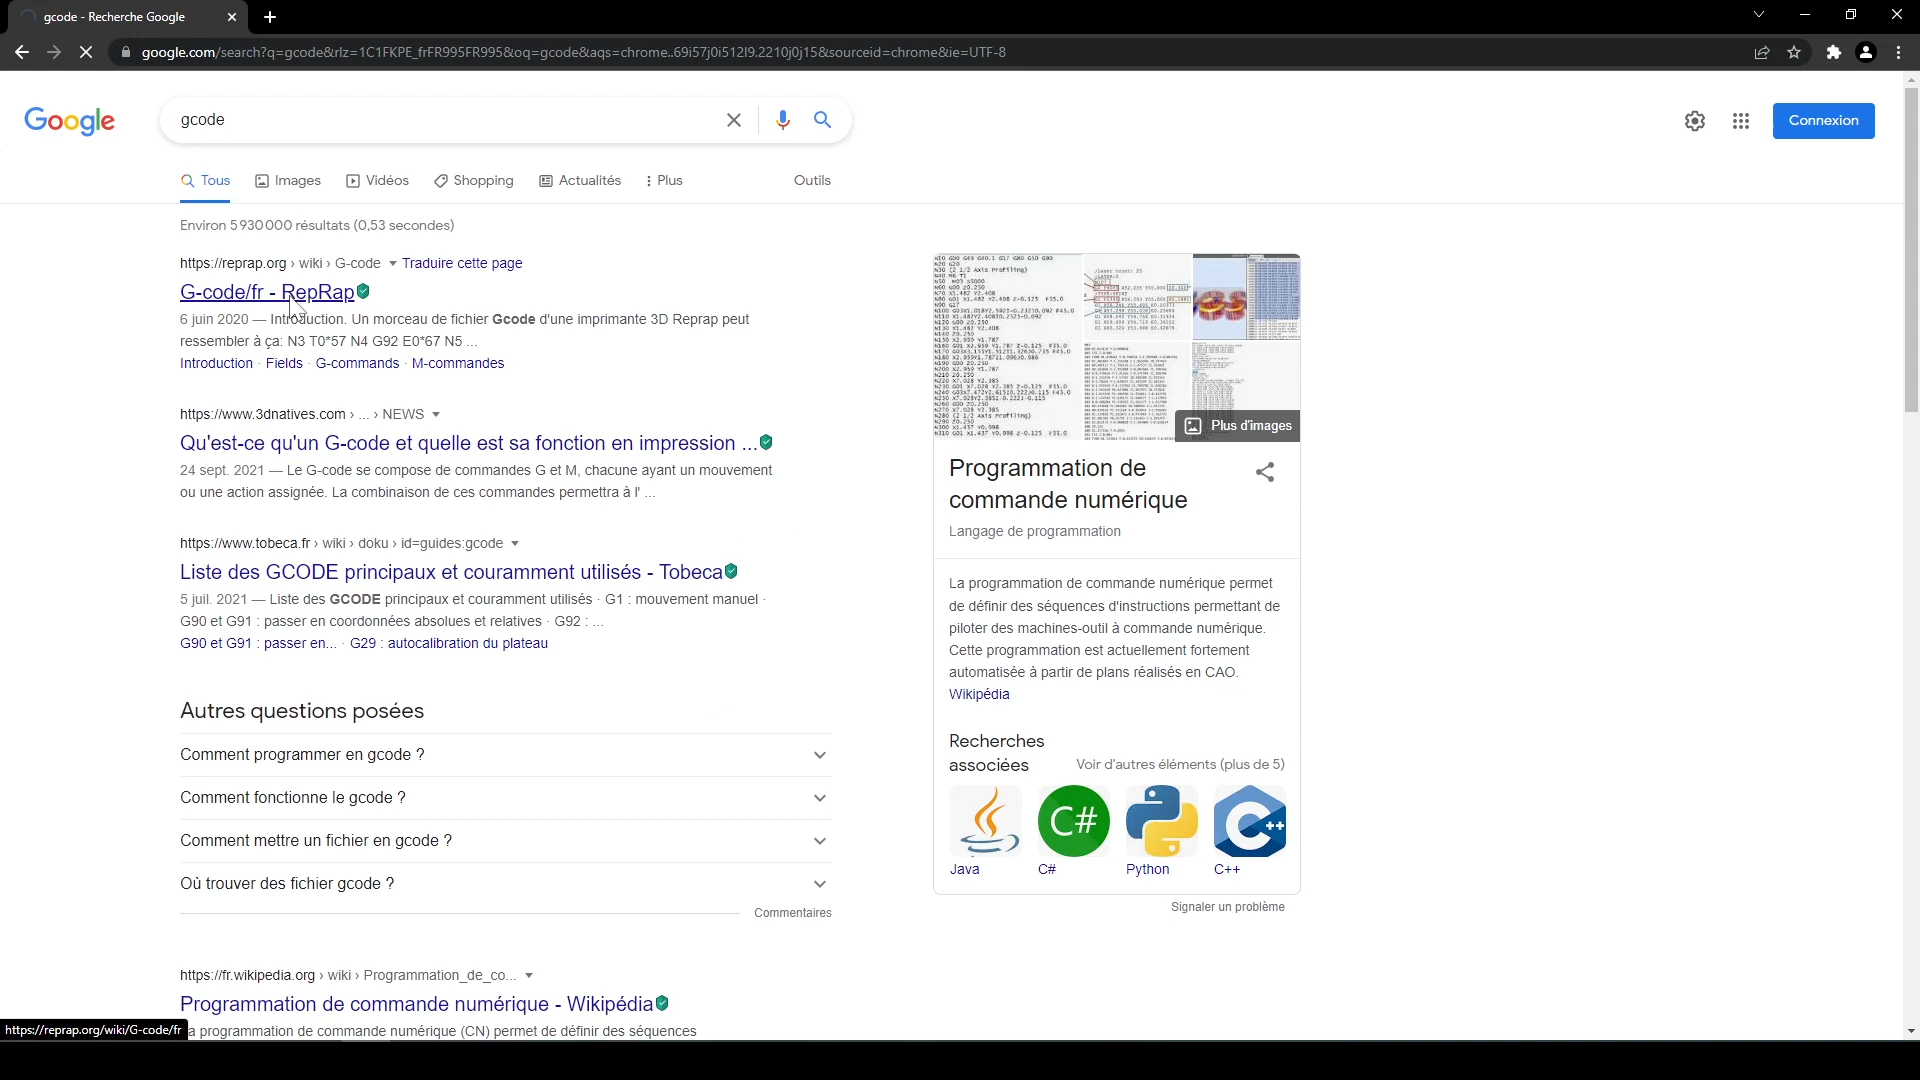 gcode - Recherche Google
google.com/search?q=gcode&rlz=1C1FKPE_frFR995FR995&oq=gcode&aqs=chrome..69i57j0i512l9.2210j0j15&sourceid=chrome&ie=UTF-8
Google
gcode
Connexion
Tous Images Vidéos Shopping Actualités Plus Outils
Environ 5 930 000 résultats (0,53 secondes)
https://reprap.org › wiki › G-code Traduire cette page
G-code/fr - RepRap
6 juin 2020 — Introduction. Un morceau de fichier Gcode d'une imprimante 3D Reprap peut
ressembler à ça: N3 T0*57 N4 G92 E0*67 N5 ...
Introduction · Fields · G-commands · M-commandes
https://www.3dnatives.com › ... › NEWS
Qu'est-ce qu'un G-code et quelle est sa fonction en impression ...
24 sept. 2021 — Le G-code se compose de commandes G et M, chacune ayant un mouvement
ou une action assignée. La combinaison de ces commandes permettra à l' ...
https://www.tobeca.fr › wiki › doku › id=guides:gcode
Liste des GCODE principaux et couramment utilisés - Tobeca
5 juil. 2021 — Liste des GCODE principaux et couramment utilisés · G1 : mouvement manuel ·
G90 et G91 : passer en coordonnées absolues et relatives · G92 : ...
G90 et G91 : passer en... · G29 : autocalibration du plateau
Autres questions posées
Comment programmer en gcode ?
Comment fonctionne le gcode ?
Comment mettre un fichier en gcode ?
Où trouver des fichier gcode ?
Commentaires
https://fr.wikipedia.org › wiki › Programmation_de_co...
Programmation de commande numérique - Wikipédia
a programmation de commande numérique (CN) permet de définir des séquences
https://reprap.org/wiki/G-code/fr
Plus d'images
Programmation de
commande numérique
Langage de programmation
La programmation de commande numérique permet
de définir des séquences d'instructions permettant de
piloter des machines-outil à commande numérique.
Cette programmation est actuellement fortement
automatisée à partir de plans réalisés en CAO.
Wikipédia
Recherches
associées
Voir d'autres éléments (plus de 5)
C#
C++
Java C# Python C++
Signaler un problème